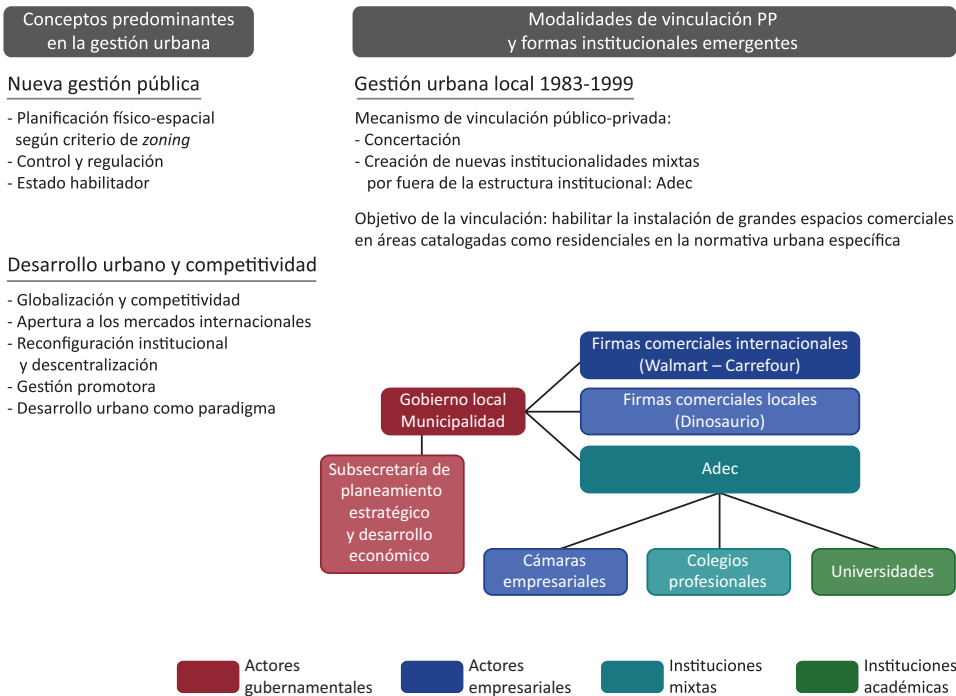 Conceptos predominantes
en la gestión urbana
Modalidades de vinculación PP
y formas institucionales emergentes
Nueva gestión pública
- Planificación físico-espacial
según criterio de zoning
- Control y regulación
- Estado habilitador
Desarrollo urbano y competitividad
- Globalización y competitividad
- Apertura a los mercados internacionales
- Reconfiguración institucional
y descentralización
- Gestión promotora
- Desarrollo urbano como paradigma
Gestión urbana local 1983-1999
Mecanismo de vinculación público-privada:
- Concertación
- Creación de nuevas institucionalidades mixtas
por fuera de la estructura institucional: Adec
Objetivo de la vinculación: habilitar la instalación de grandes espacios comerciales
en áreas catalogadas como residenciales en la normativa urbana específica
Gobierno local
Municipalidad
Subsecretaría de
planeamiento
estratégico
y desarrollo
económico
Firmas comerciales internacionales
(Walmart – Carrefour)
Firmas comerciales locales
(Dinosaurio)
Adec
Cámaras
empresariales
Colegios
profesionales
Universidades
Actores
gubernamentales
Actores
empresariales
Instituciones
mixtas
Instituciones
académicas